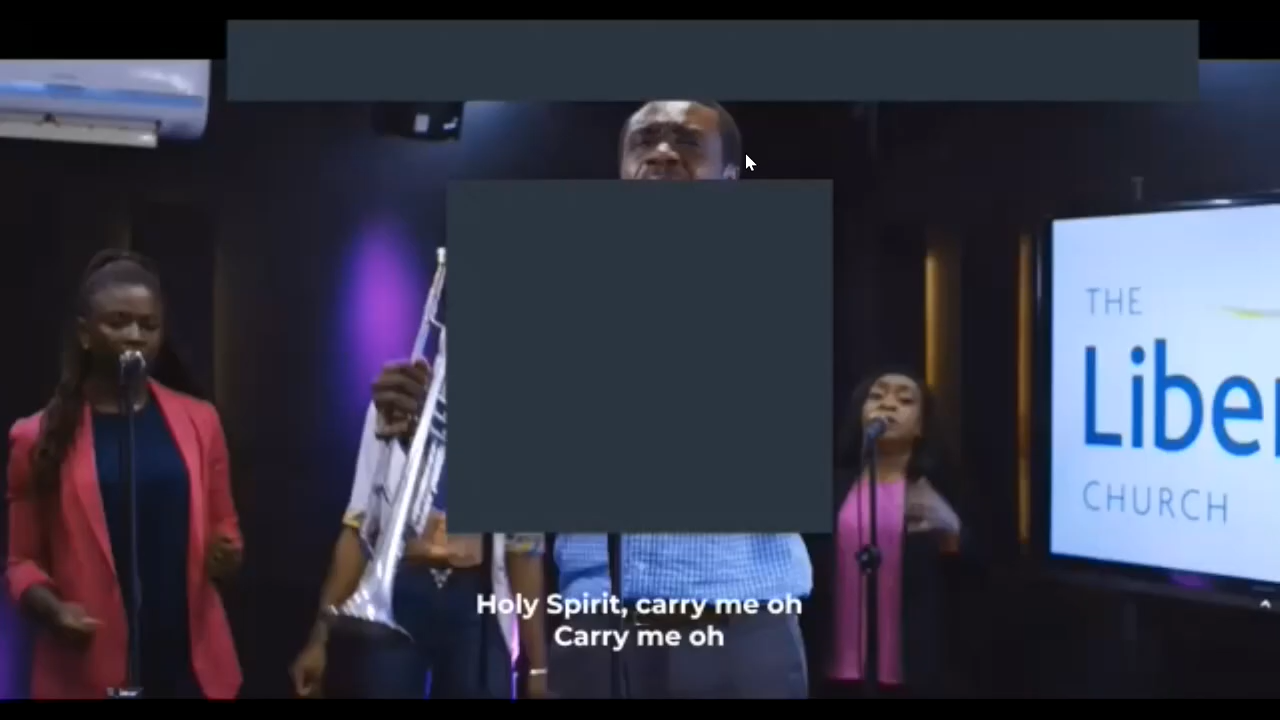 THE
Liber
CHURCH
Holy Spirit, carry me oh
Carry me oh